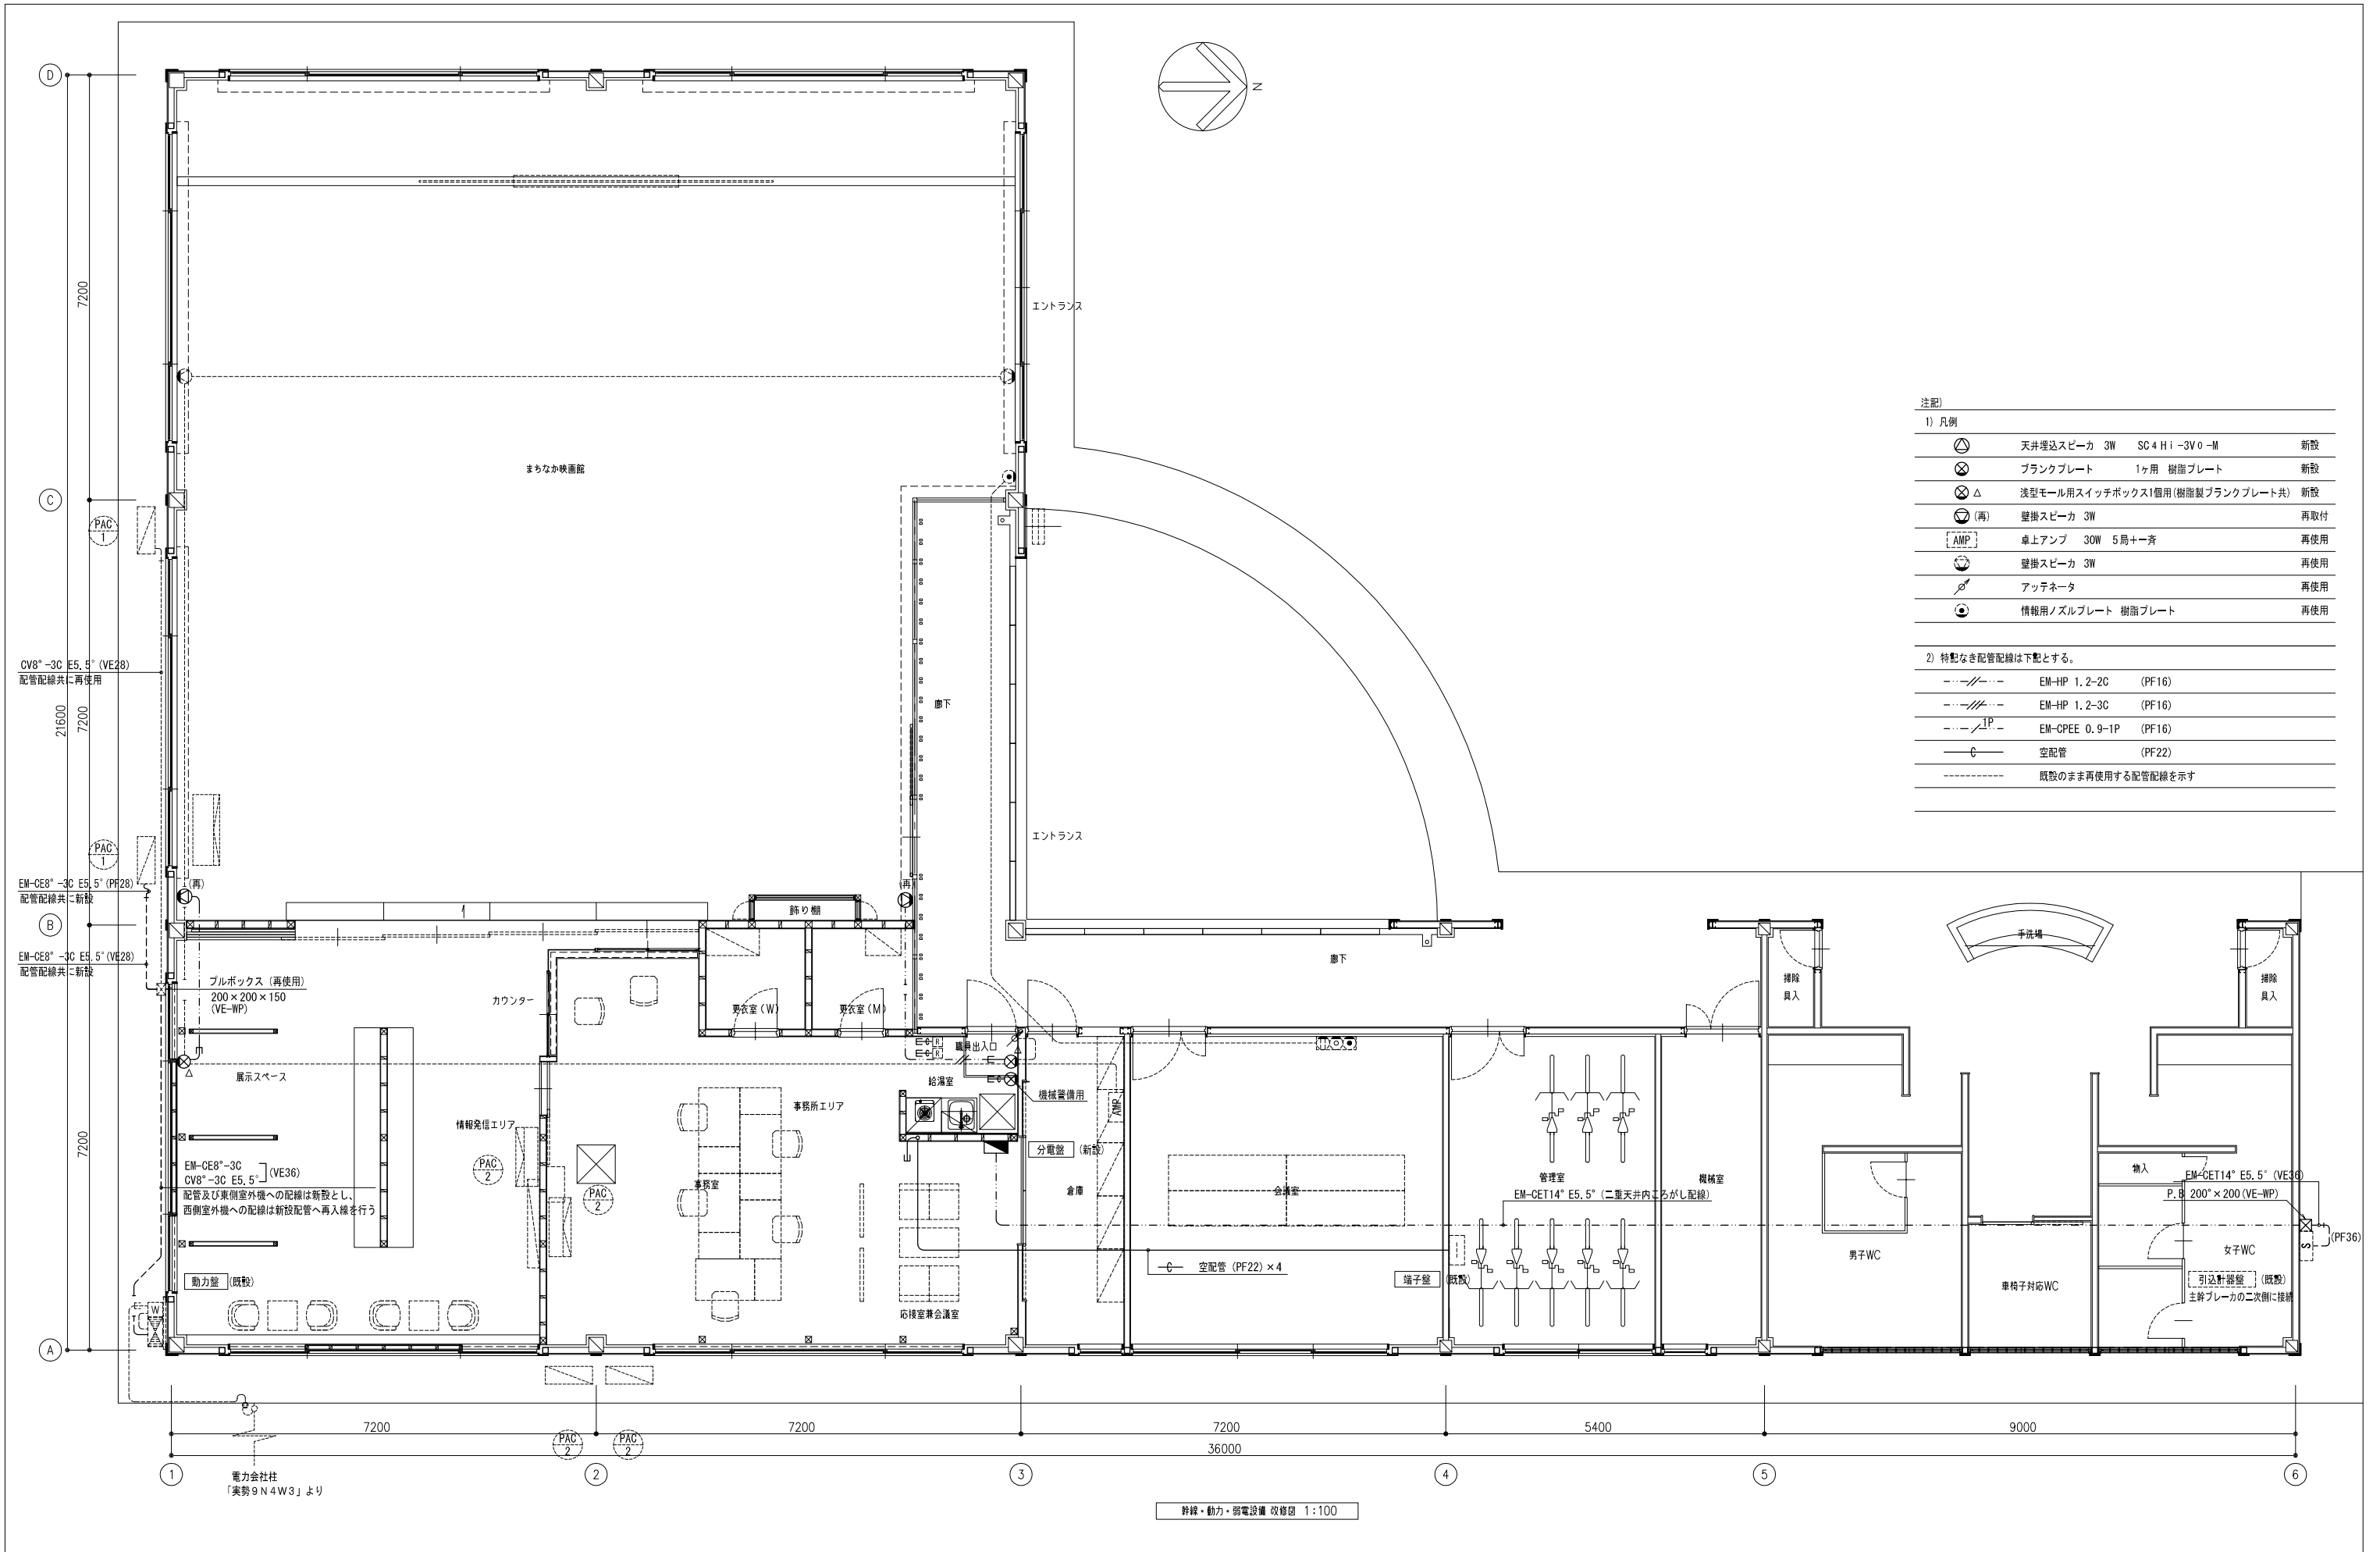 D
N
7200
エントランス
注記)
1) 凡例
天井埋込スピーカ 3W SC4Hi-3V0-M 新設
ブランクプレート 1ヶ用 樹脂プレート 新設
△ 浅型モール用スイッチボックス1個用(樹脂製ブランクプレート共) 新設
(再) 壁掛スピーカ 3W 再取付
AMP 卓上アンプ 30W 5局+一斉 再使用
壁掛スピーカ 3W 再使用
アッテネータ 再使用
情報用ノズルプレート 樹脂プレート 再使用
2) 特記なき配管配線は下記とする。
EM-HP 1.2-2C (PF16)
EM-HP 1.2-3C (PF16)
1P EM-CPEE 0.9-1P (PF16)
C 空配管 (PF22)
既設のまま再使用する配管配線を示す
まちなか映画館
C
PAC
1
CV8°-3C E5.5°(VE28)
配管配線共に再使用
21600
7200
廊下
エントランス
PAC
1
EM-CE8°-3C E5.5°(PF28)
配管配線共に新設
(再)
(再)
飾り棚
B
EM-CE8°-3C E5.5°(VE28)
配管配線共に新設
プルボックス (再使用)
200×200×150
(VE-WP)
カウンター
更衣室(W)
更衣室(M)
廊下
掃除
具入
手洗場
掃除
具入
職員出入口
R
R
展示スペース
給湯室
機械警備用
AMP
事務所エリア
情報発信エリア
7200
分電盤 (新設)
PAC
2
PAC
2
事務室
倉庫
会議室
管理室
機械室
物入
EM-CE8°-3C
CV8°-3C E5.5°
(VE36)
配管及び東側室外機への配線は新設とし、
西側室外機への配線は新設配管へ再入線を行う
EM-CET14° E5.5°(二重天井内ころがし配線)
EM-CET14° E5.5°(VE36)
P.B 200°×200(VE-WP)
S
(PF36)
男子WC
女子WC
C 空配管 (PF22)×4
動力盤 (既設)
端子盤 (既設)
車椅子対応WC
引込計器盤 (既設)
主幹ブレーカの二次側に接続
W
応接室兼会議室
A
7200
7200
7200
5400
9000
PAC
2
PAC
2
36000
1
2
3
4
5
6
電力会社柱
「実勢9N4W3」より
幹線・動力・弱電設備 改修図 1:100